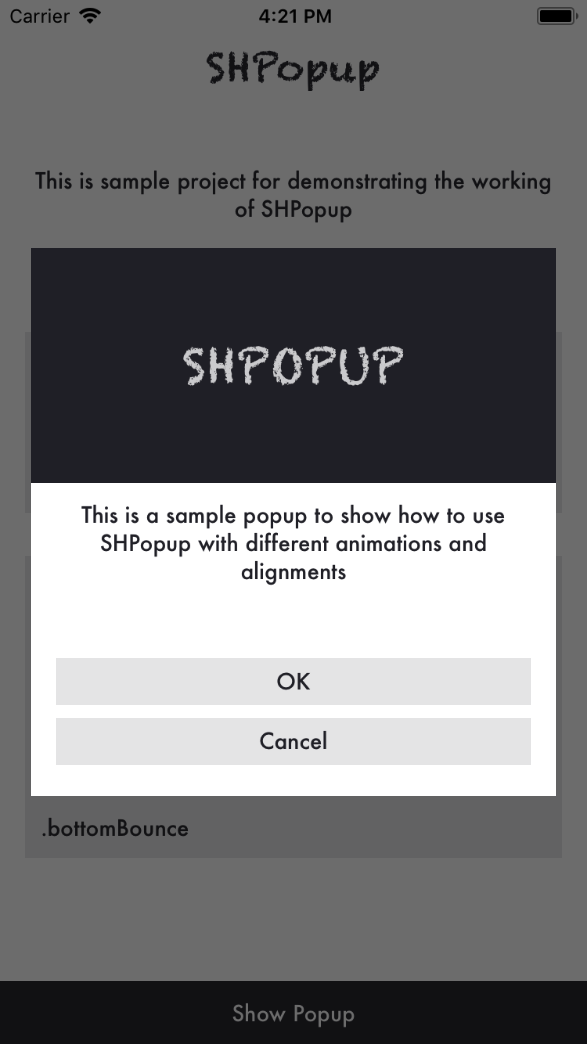 Carrier 4:21 PM
SHPopup
This is sample project for demonstrating the working
of SHPopup
SHPOPUP
This is a sample popup to show how to use
SHPopup with different animations and
alignments
OK
Cancel
.bottomBounce
Show Popup